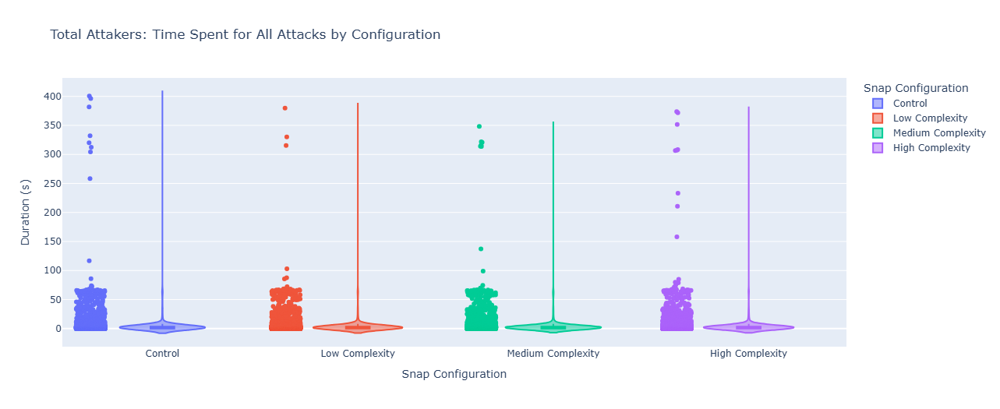 Total Attakers: Time Spent for All Attacks by Configuration
Snap Configuration
Control
Low Complexity
Medium Complexity
High Complexity
Duration (s)
400
350
300
250
200
150
100
50
0
Control
Low Complexity
Medium Complexity
High Complexity
Snap Configuration